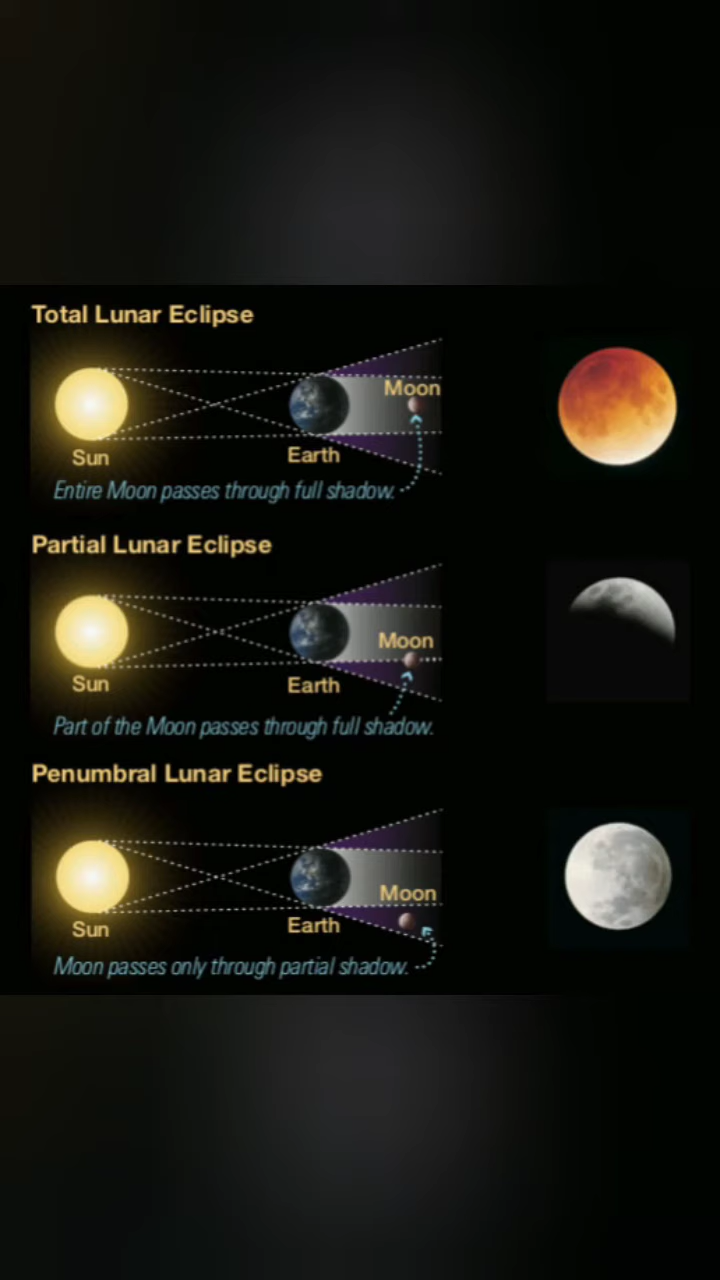 Total Lunar Eclipse
Moon
Sun
Earth
Entire Moon passes through full shadow.
Partial Lunar Eclipse
Moon
Sun
Earth
Part of the Moon passes through full shadow.
Penumbral Lunar Eclipse
Moon
Sun
Earth
Moon passes only through partial shadow.